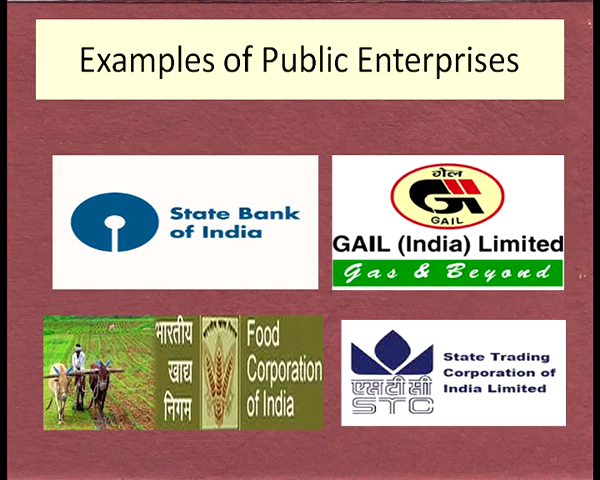 Examples of Public Enterprises
State Bank
of India
गेल
GAIL
GAIL (India) Limited
Gas & Beyond
भारतीय
खाद्य
निगम
Food
Corporation
of India
एसटीसी
STC
State Trading
Corporation of
India Limited